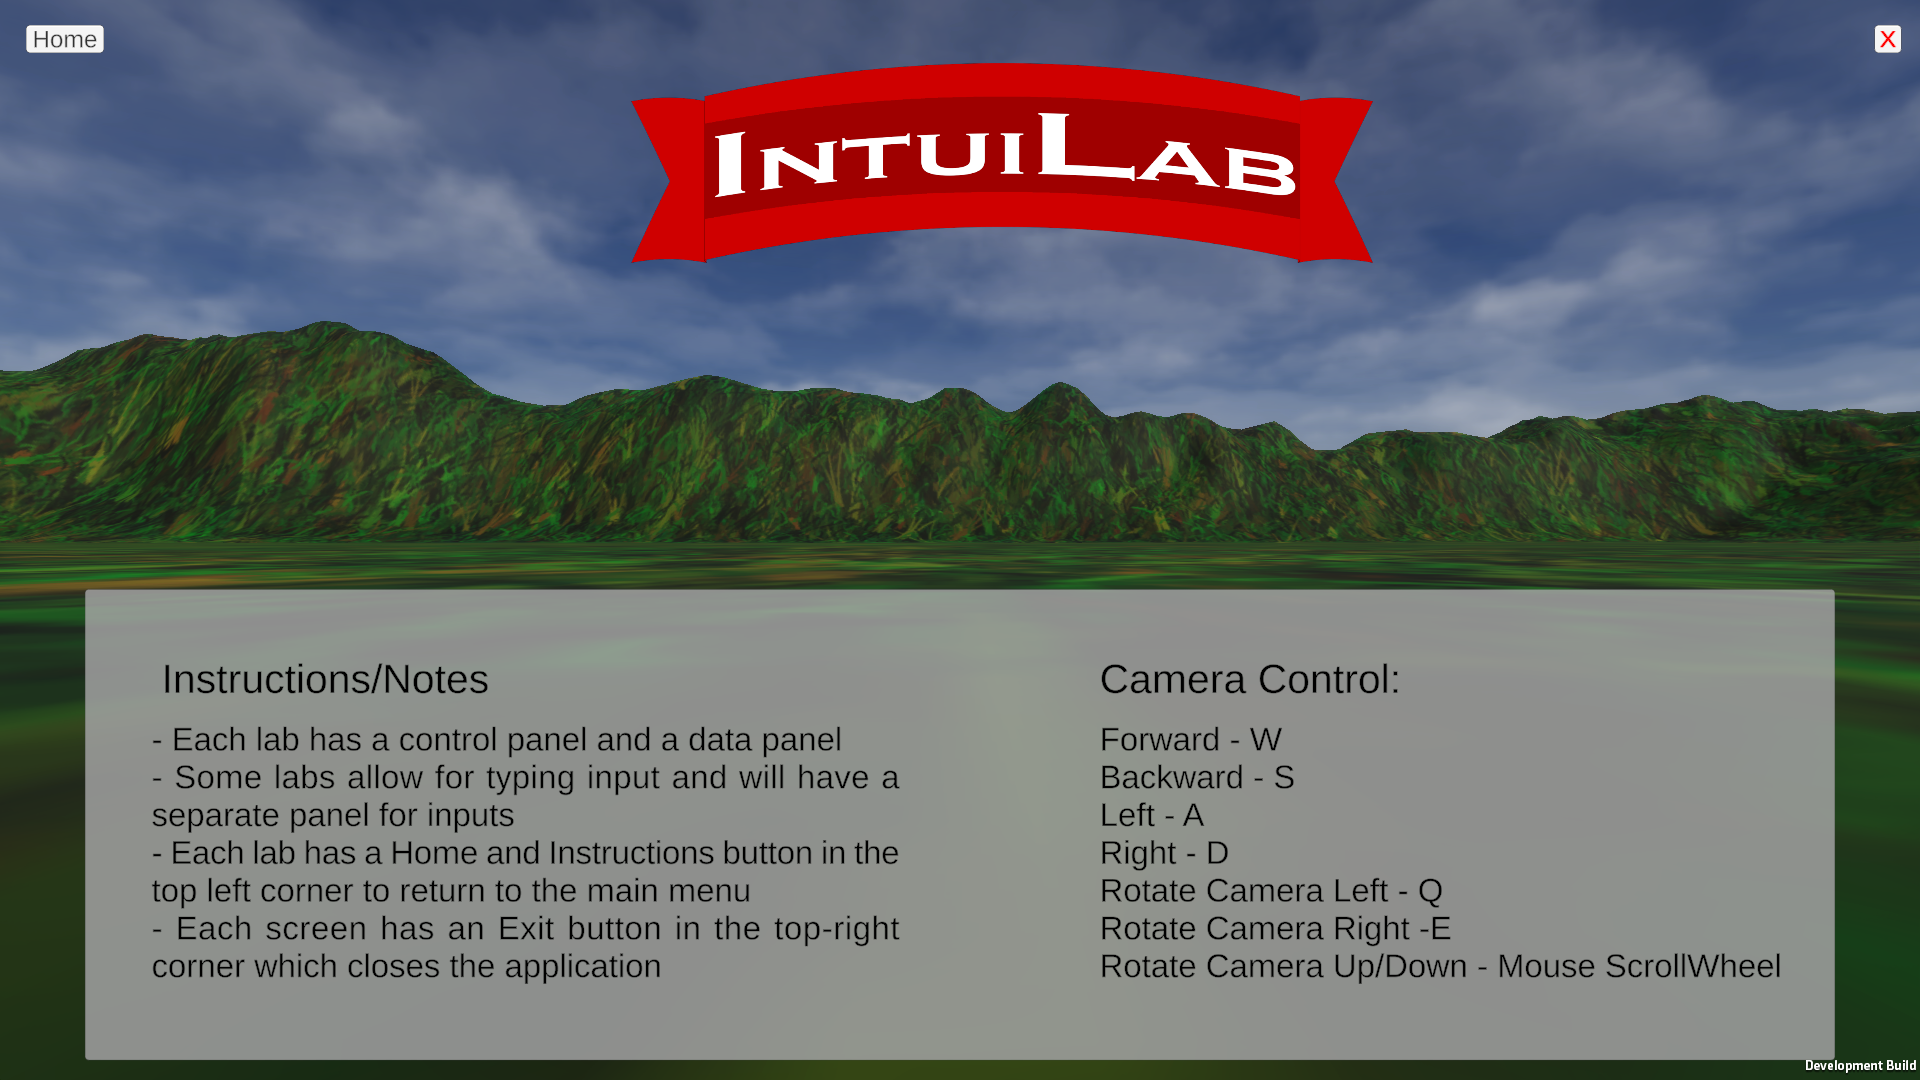 Home
X
INTUILAB
Instructions/Notes
- Each lab has a control panel and a data panel
- Some labs allow for typing input and will have a
separate panel for inputs
- Each lab has a Home and Instructions button in the
top left corner to return to the main menu
- Each screen has an Exit button in the top-right
corner which closes the application
Camera Control:
Forward - W
Backward - S
Left - A
Right - D
Rotate Camera Left - Q
Rotate Camera Right -E
Rotate Camera Up/Down - Mouse ScrollWheel
Development Build